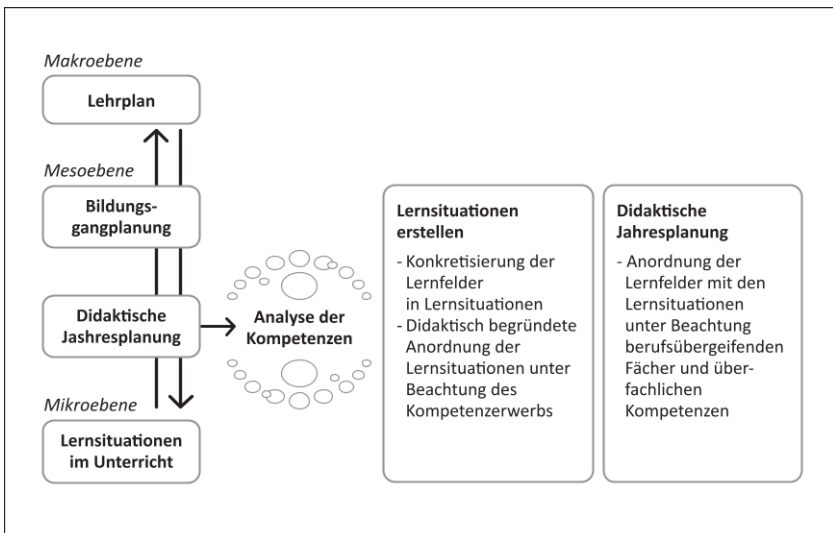 Makroebene
Lehrplan
Mesoebene
Bildungs-
gangplanung
Didaktische
Jashresplanung
Mikroebene
Lernsituationen
im Unterricht
Analyse der
Kompetenzen
Lernsituationen
erstellen
- Konkretisierung der
Lernfelder
in Lernsituationen
- Didaktisch begründete
Anordnung der
Lernsituationen unter
Beachtung des
Kompetenzerwerbs
Didaktische
Jahresplanung
- Anordnung der
Lernfelder mit den
Lernsituationen
unter Beachtung
berufsübergeifenden
Fächer und über-
fachlichen
Kompetenzen